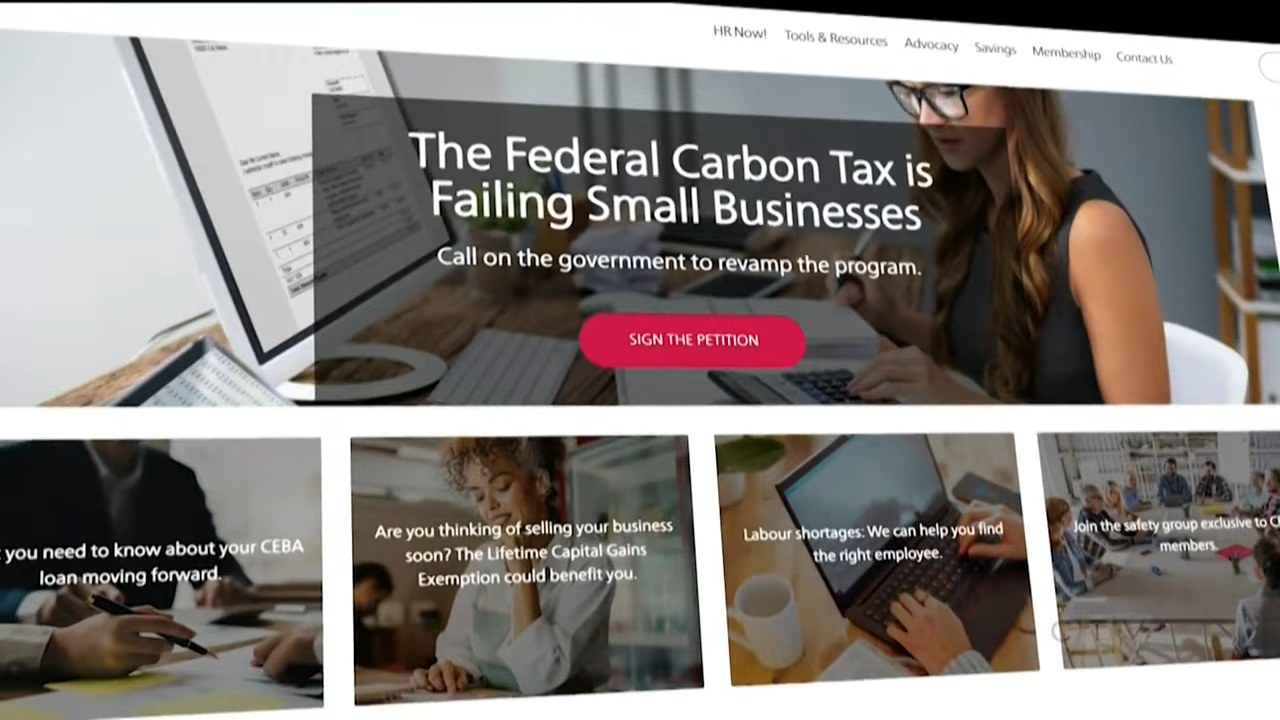 HR Now! Tools & Resources Advocacy Savings Membership Contact Us
The Federal Carbon Tax is
Failing Small Businesses
Call on the government to revamp the program.
SIGN THE PETITION
you need to know about your CEBA
loan moving forward.
Are you thinking of selling your business
soon? The Lifetime Capital Gains
Exemption could benefit you.
Labour shortages: We can help you find
the right employee.
Join the safety group exclusive to
members.